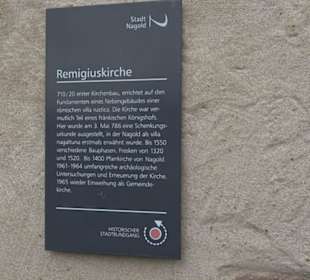 Stadt
Nagold
Remigiuskirche
710/20 erster Kirchenbau, errichtet auf den
Fundamenten eines Nebengebäudes einer
römischen villa rustica. Die Kirche war ver-
mutlich Teil eines fränkischen Königshofs.
Hier wurde am 3. Mai 786 eine Schenkungs-
urkunde ausgestellt, in der Nagold als villa
nagaltuna erstmals erwähnt wurde. Bis 1550
verschiedene Bauphasen. Fresken von 1320
und 1520. Bis 1400 Pfarrkirche von Nagold.
1961-1964 umfangreiche archäologische
Untersuchungen und Erneuerung der Kirche.
1965 wieder Einweihung als Gemeinde-
kirche.
HISTORISCHER
STADTRUNDGANG